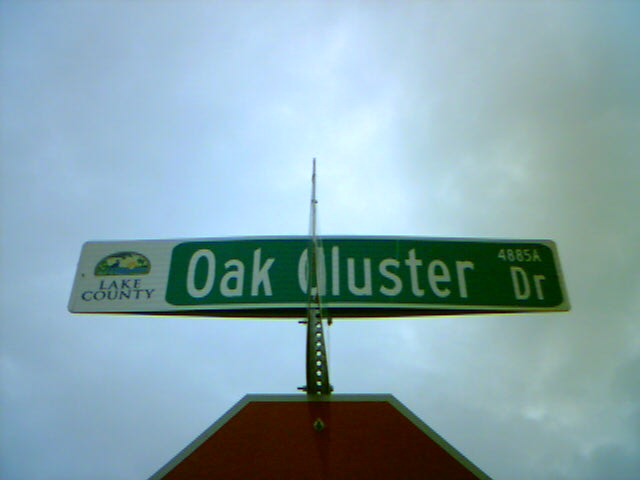 LAKE
COUNTY
Oak Cluster Dr
4885A